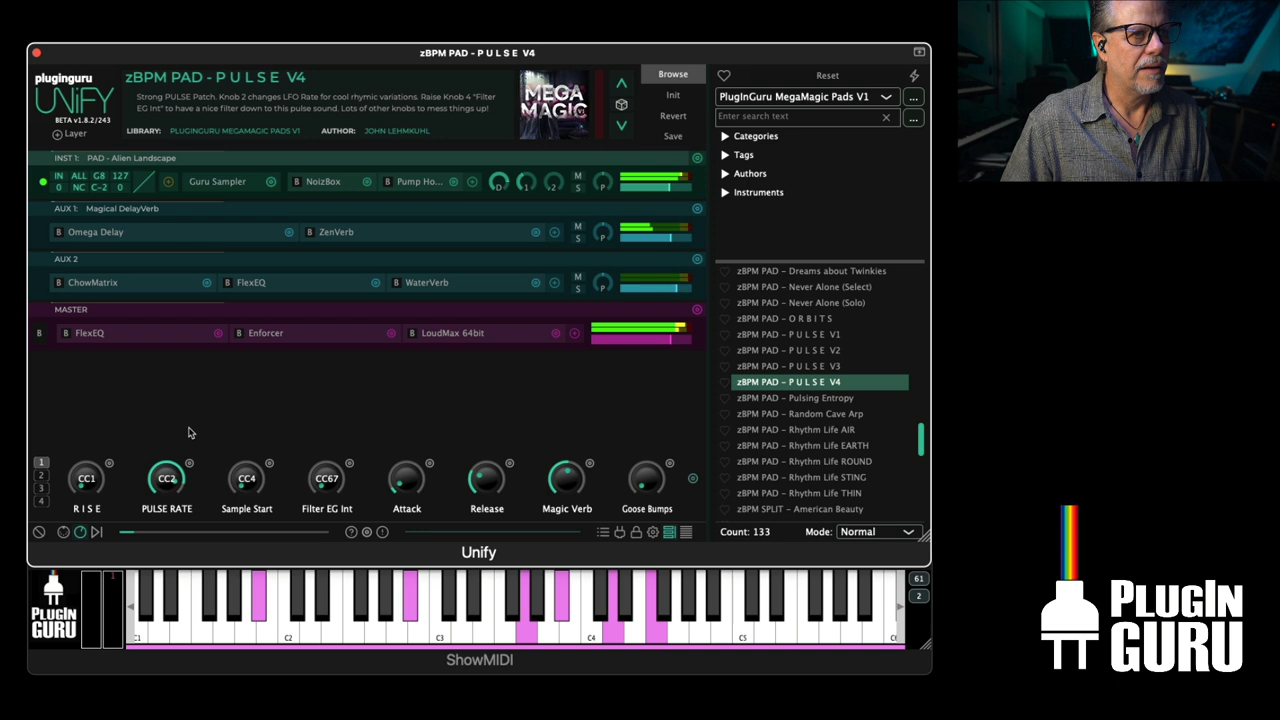 zBPM PAD - P U L S E V4
pluginguru
UNiFY
BETA v1.8.2/243
Layer
zBPM PAD - P U L S E V4
Strong PULSE Patch. Knob 2 changes LFO Rate for cool rhymic variations. Raise Knob 4 "Filter
EG Int" to have a nice filter down to this pulse sound. Lots of other knobs to mess things up!
LIBRARY: PLUGINGURU MEGAMAGIC PADS V1 AUTHOR: JOHN LEHMKUHL
MEGA
MAGIC
Browse
Init
Revert
Save
Reset
PlugInGuru MegaMagic Pads V1
...
Enter search text
...
Categories
Tags
Authors
Instruments
INST 1: PAD - Alien Landscape
IN ALL G8 127
0 NC C-2 0
Guru Sampler
B NoizBox
B Pump Ho...
D 1 2
M
S
P
AUX 1: Magical DelayVerb
B Omega Delay
B ZenVerb
M
S
P
AUX 2
B ChowMatrix
B FlexEQ
B WaterVerb
M
S
P
MASTER
B
B FlexEQ
B Enforcer
B LoudMax 64bit
zBPM PAD - Dreams about Twinkies
zBPM PAD - Never Alone (Select)
zBPM PAD - Never Alone (Solo)
zBPM PAD - O R B I T S
zBPM PAD - P U L S E V1
zBPM PAD - P U L S E V2
zBPM PAD - P U L S E V3
zBPM PAD - P U L S E V4
zBPM PAD - Pulsing Entropy
zBPM PAD - Random Cave Arp
zBPM PAD - Rhythm Life AIR
zBPM PAD - Rhythm Life EARTH
zBPM PAD - Rhythm Life ROUND
zBPM PAD - Rhythm Life STING
zBPM PAD - Rhythm Life THIN
zBPM SPLIT - American Beauty
Count: 133 Mode: Normal
1
2
3
4
CC1 CC2 CC4 CC67
R I S E PULSE RATE Sample Start Filter EG Int Attack Release Magic Verb Goose Bumps
Unify
PLUGIN
GURU
1
C1 C2 C3 C4 C5
61
2
ShowMIDI
PLUGIN
GURU